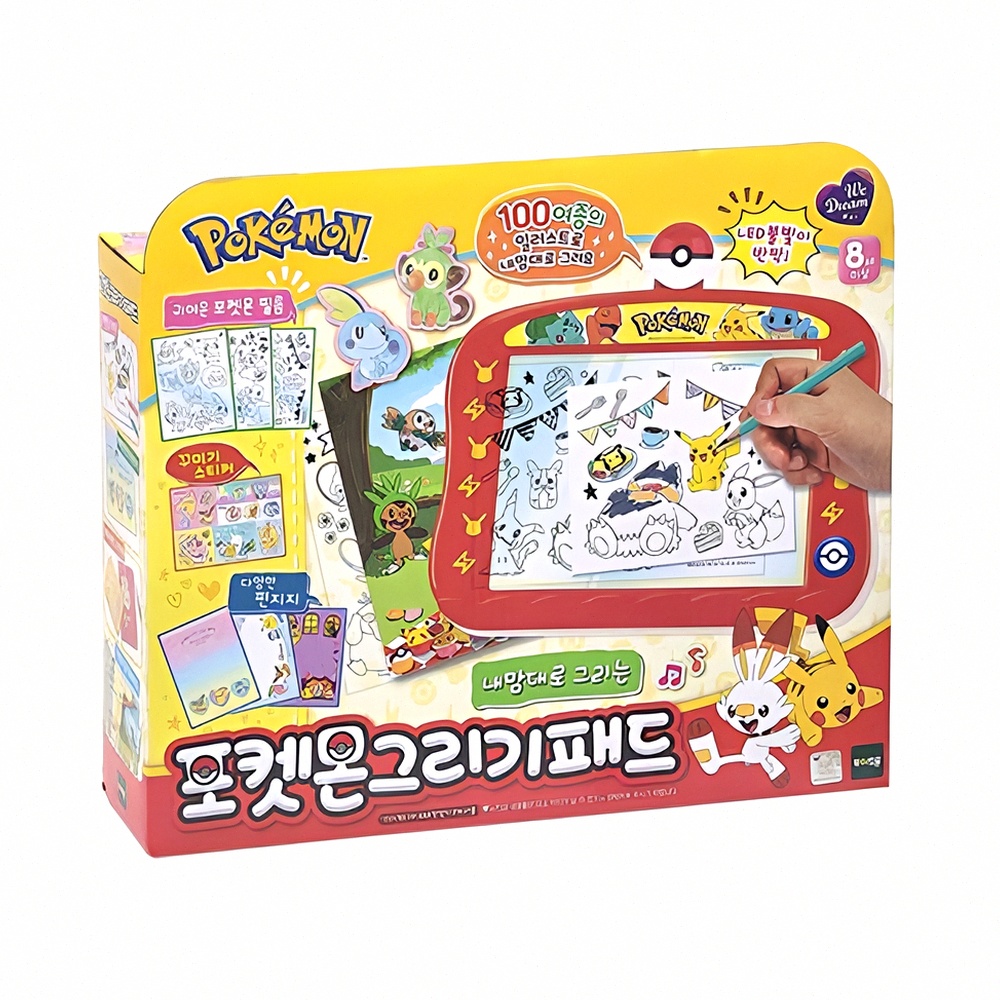 POKéMON
100여종의
일러스트로
내맘대로 그려요
We
Dream
LED불빛이
반짝!
8세
이상
귀여운 포켓몬 필름
POKéMON
꾸미기
스티커
다양한
편지지
내맘대로 그리는
포켓몬그리기패드